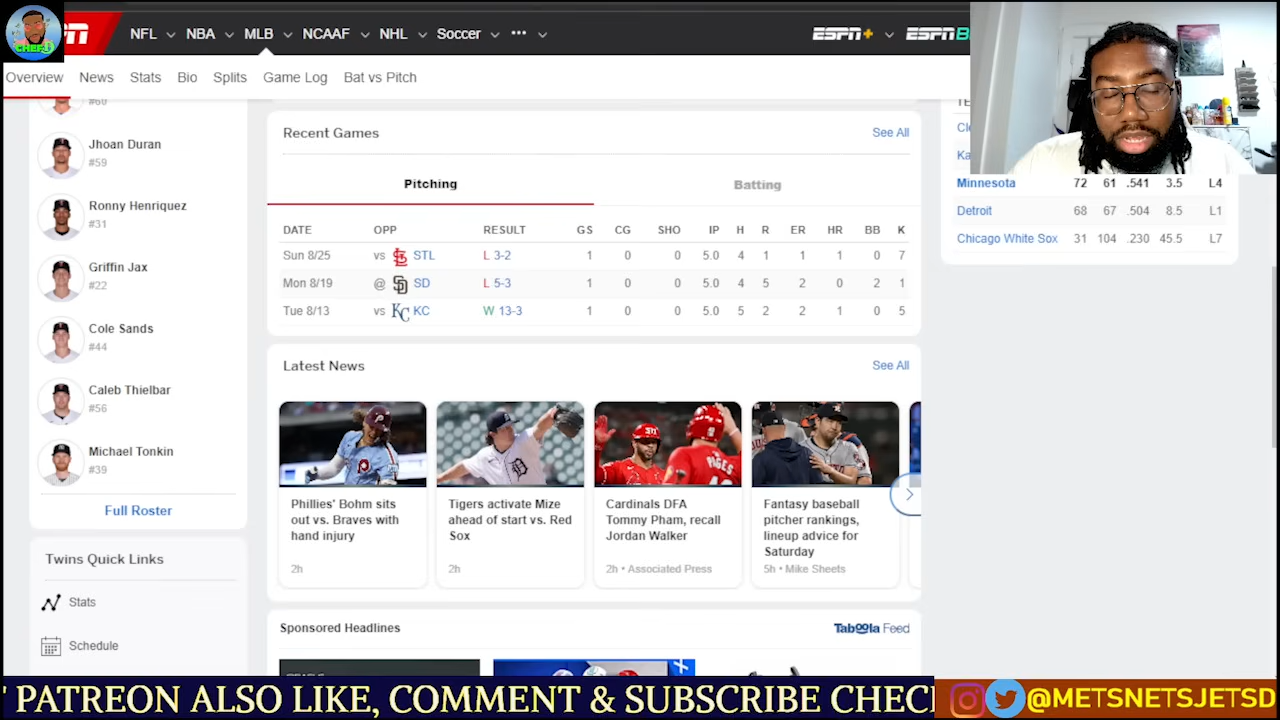 CHEF
NFL NBA MLB NCAAF NHL Soccer ••• ESPN+ ESPN
Overview News Stats Bio Splits Game Log Bat vs Pitch
#60
Jhoan Duran
#59
Ronny Henriquez
#31
Griffin Jax
#22
Cole Sands
#44
Caleb Thielbar
#56
Michael Tonkin
#39
Full Roster
Twins Quick Links
Stats
Schedule
Recent Games See All
Pitching Batting
DATE OPP RESULT GS CG SHO IP H R ER HR BB K
Sun 8/25 vs STL L 3-2 1 0 0 5.0 4 1 1 1 0 7
Mon 8/19 @ SD L 5-3 1 0 0 5.0 4 5 2 0 2 1
Tue 8/13 vs KC W 13-3 1 0 0 5.0 5 2 2 1 0 5
Latest News See All
Phillies' Bohm sits
out vs. Braves with
hand injury
2h
Tigers activate Mize
ahead of start vs. Red
Sox
2h
Cardinals DFA
Tommy Pham, recall
Jordan Walker
2h • Associated Press
Fantasy baseball
pitcher rankings,
lineup advice for
Saturday
5h • Mike Sheets
Sponsored Headlines Taboola Feed
Minnesota 72 61 .541 3.5 L4
Detroit 68 67 .504 8.5 L1
Chicago White Sox 31 104 .230 45.5 L7
PATREON ALSO LIKE, COMMENT & SUBSCRIBE CHEC
@METSNETSJETSD